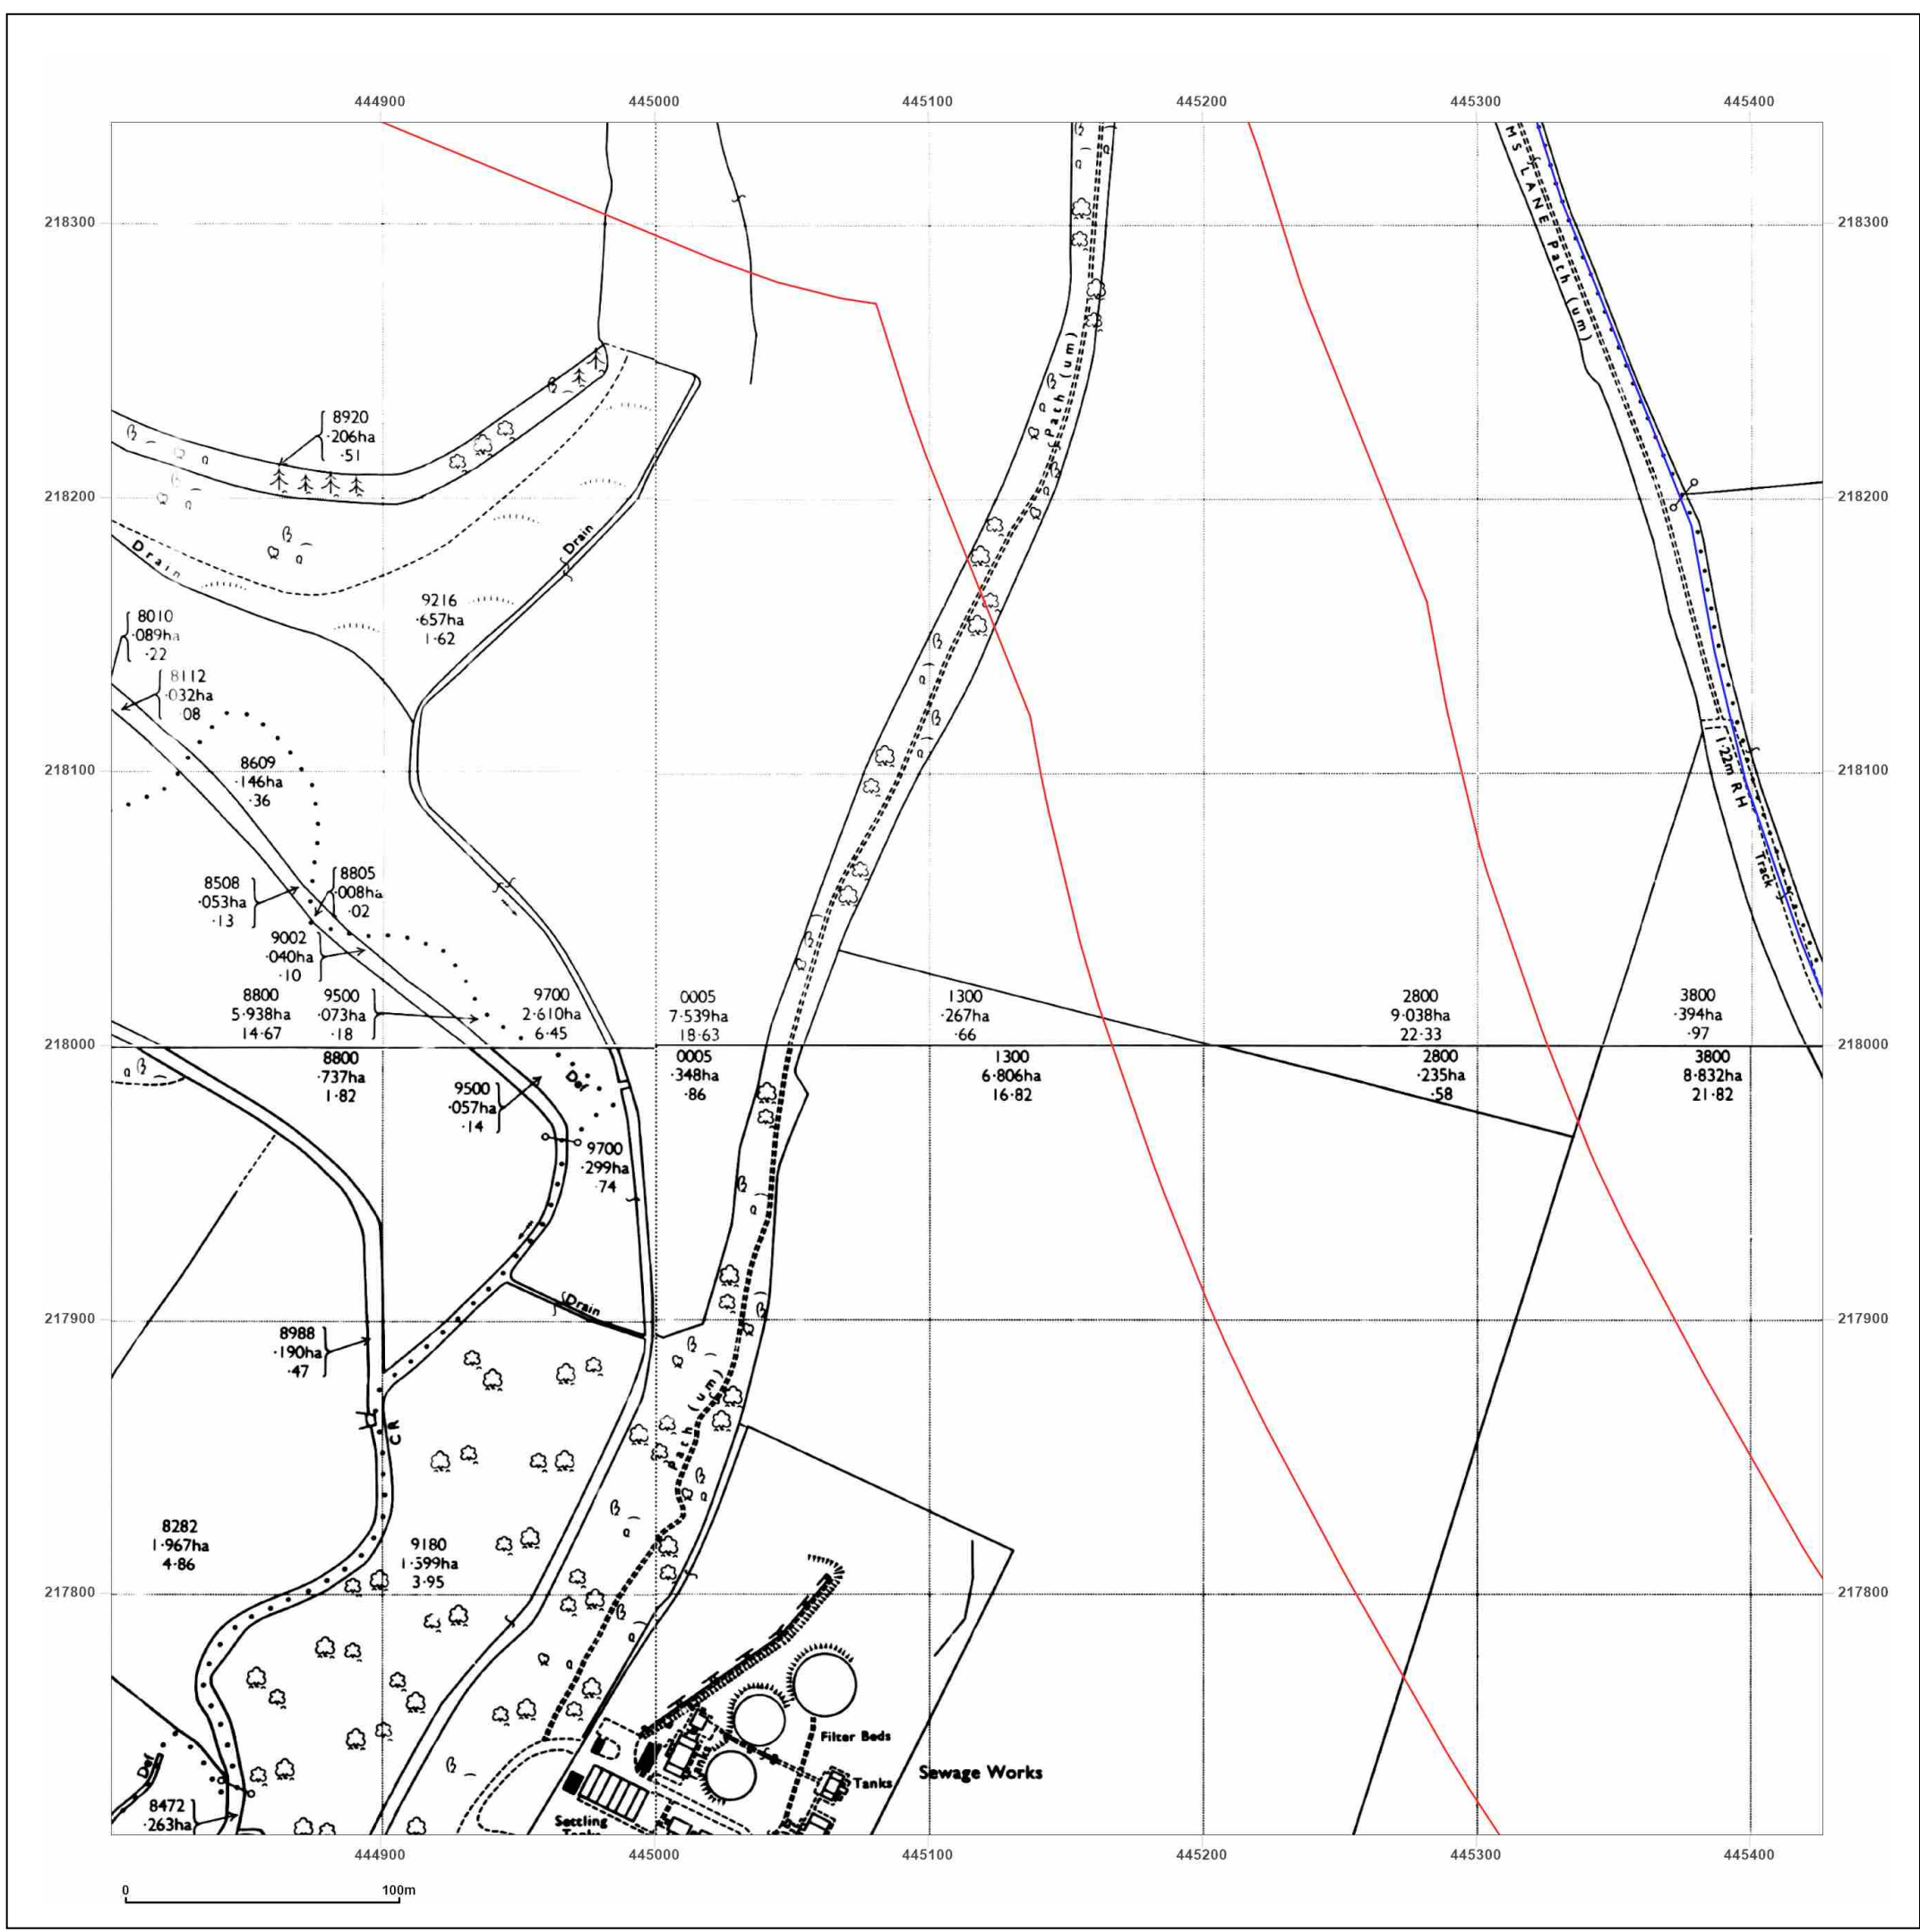 444900 445000 445100 445200 445300 445400
M S L A N E Path (um)
218300 218300
Path (um)
8920
·206ha
·51
218200 218200
Drain
Drain
9216
·657ha
1·62
8010
·089ha
·22
8112
·032ha
·08
1·22m RH
218100 218100
8609
·146ha
·36
Track
8508
·053ha
·13
8805
·008ha
·02
9002
·040ha
·10
8800
5·938ha
14·67
9500
·073ha
·18
9700
2·610ha
6·45
0005
7·539ha
18·63
1300
·267ha
·66
2800
9·038ha
22·33
3800
·394ha
·97
218000 218000
8800
·737ha
1·82
9500
·057ha
·14
Def
9700
·299ha
·74
0005
·348ha
·86
1300
6·806ha
16·82
2800
·235ha
·58
3800
8·832ha
21·82
Drain
217900 217900
8988
·190ha
·47
CR
Path (um)
8282
1·967ha
4·86
9180
1·599ha
3·95
217800 217800
Filter Beds
Tanks
Tanks
Sewage Works
Def
8472
·263ha
Settling
Tanks
444900 445000 445100 445200 445300 445400
0 100m